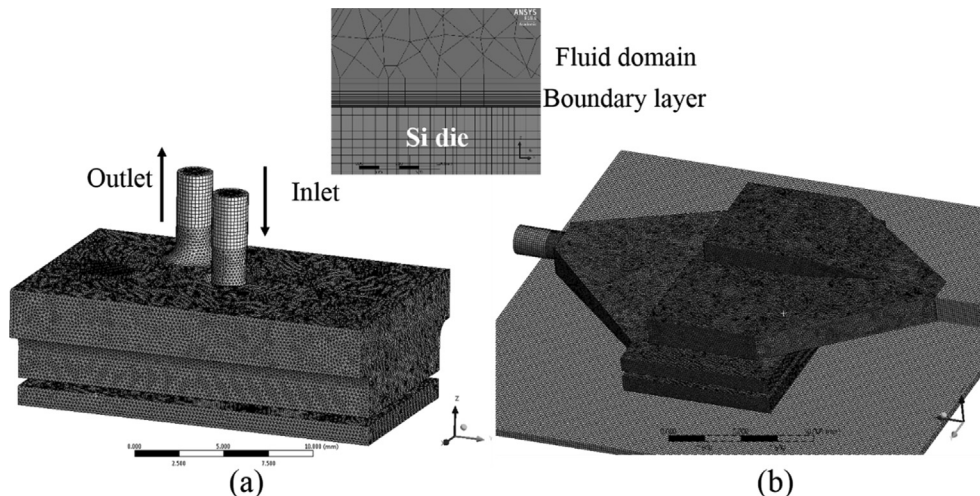 ANSYS
Fluid domain
Boundary layer
Si die
Outlet
Inlet
Z
0.000 5.000 10.000 (mm)
2.500 7.500
(a)
(b)